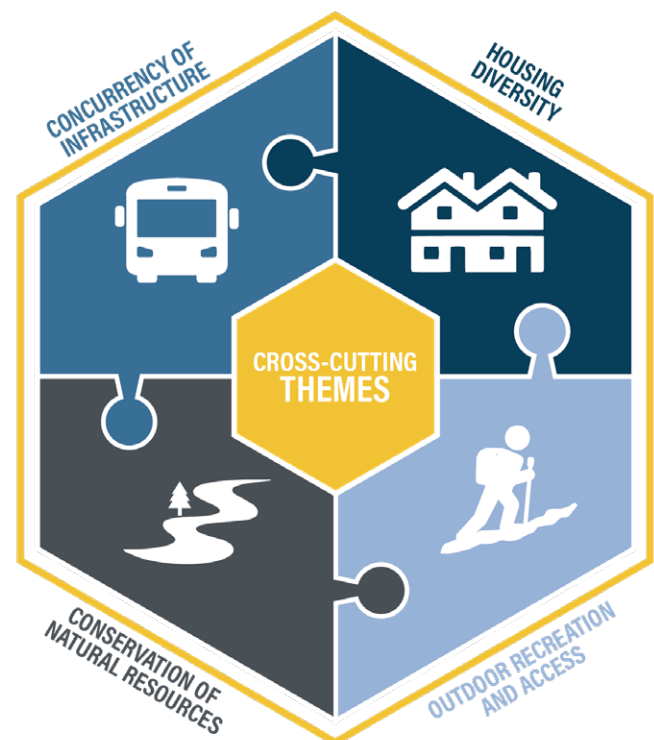 CONCURRENCY OF
INFRASTRUCTURE
HOUSING
DIVERSITY
CROSS-CUTTING
THEMES
CONSERVATION OF
NATURAL RESOURCES
OUTDOOR RECREATION
AND ACCESS